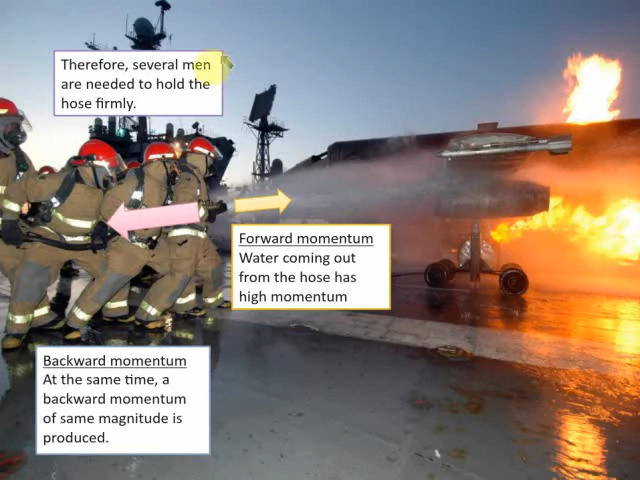 Therefore, several men
are needed to hold the
hose firmly.
Forward momentum
Water coming out
from the hose has
high momentum
Backward momentum
At the same time, a
backward momentum
of same magnitude is
produced.